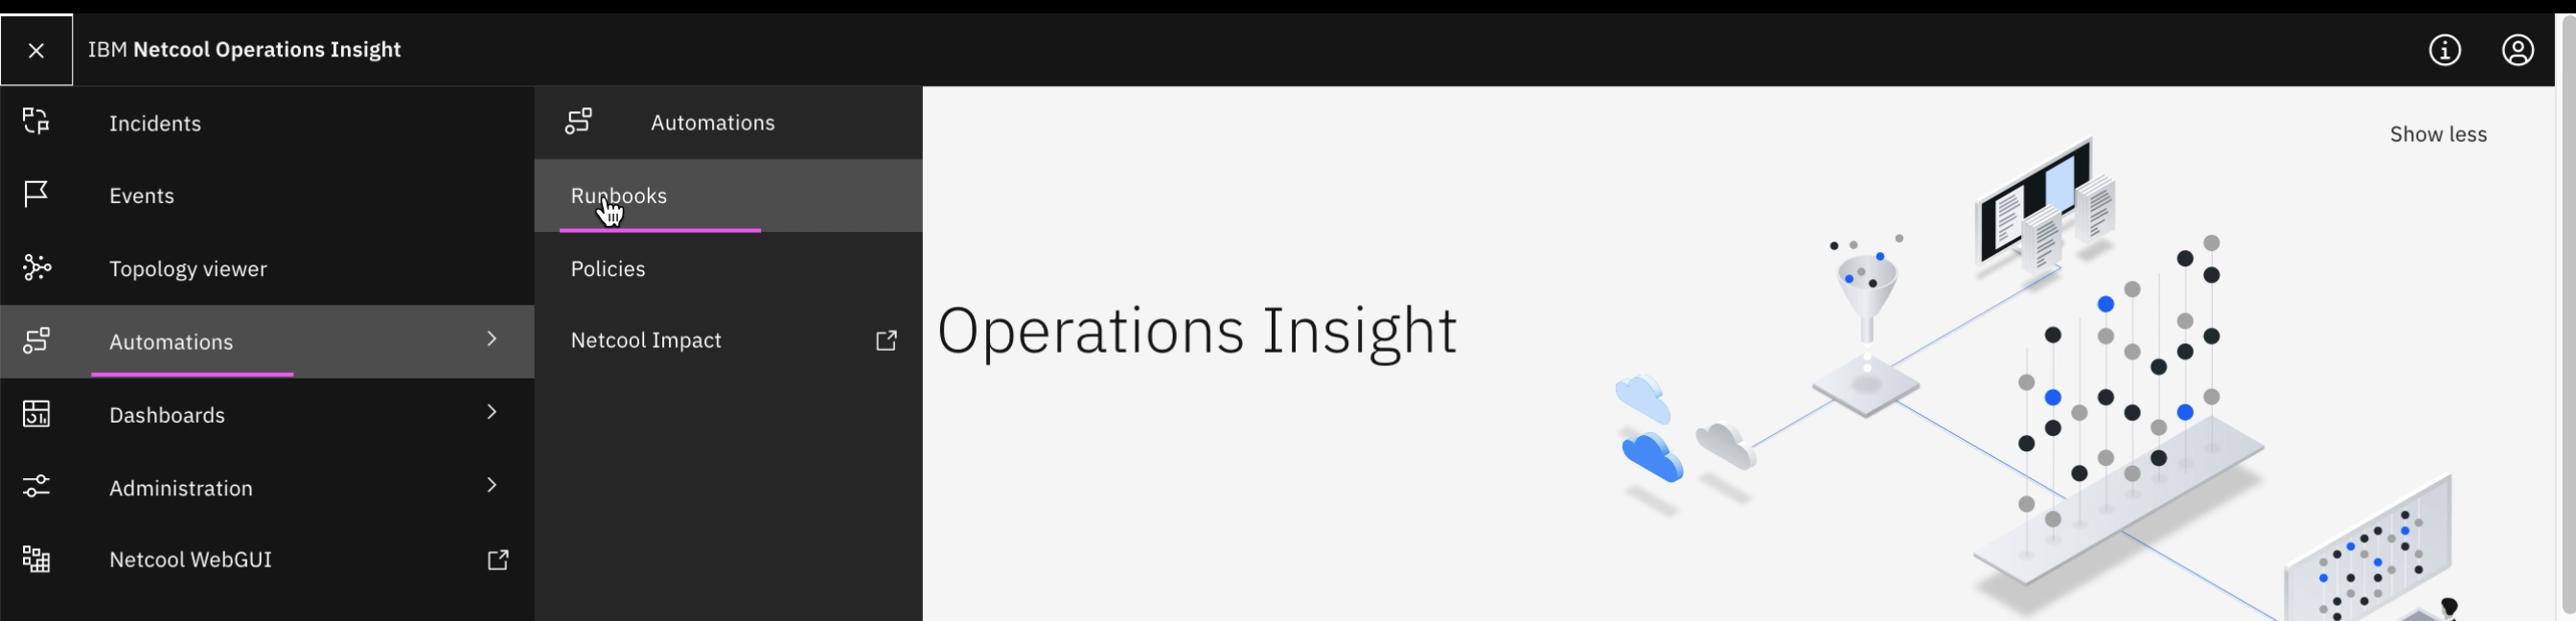 IBM Netcool Operations Insight
Incidents
Events
Topology viewer
Automations
Dashboards
Administration
Netcool WebGUI
Automations
Runbooks
Policies
Netcool Impact
Show less
Operations Insight